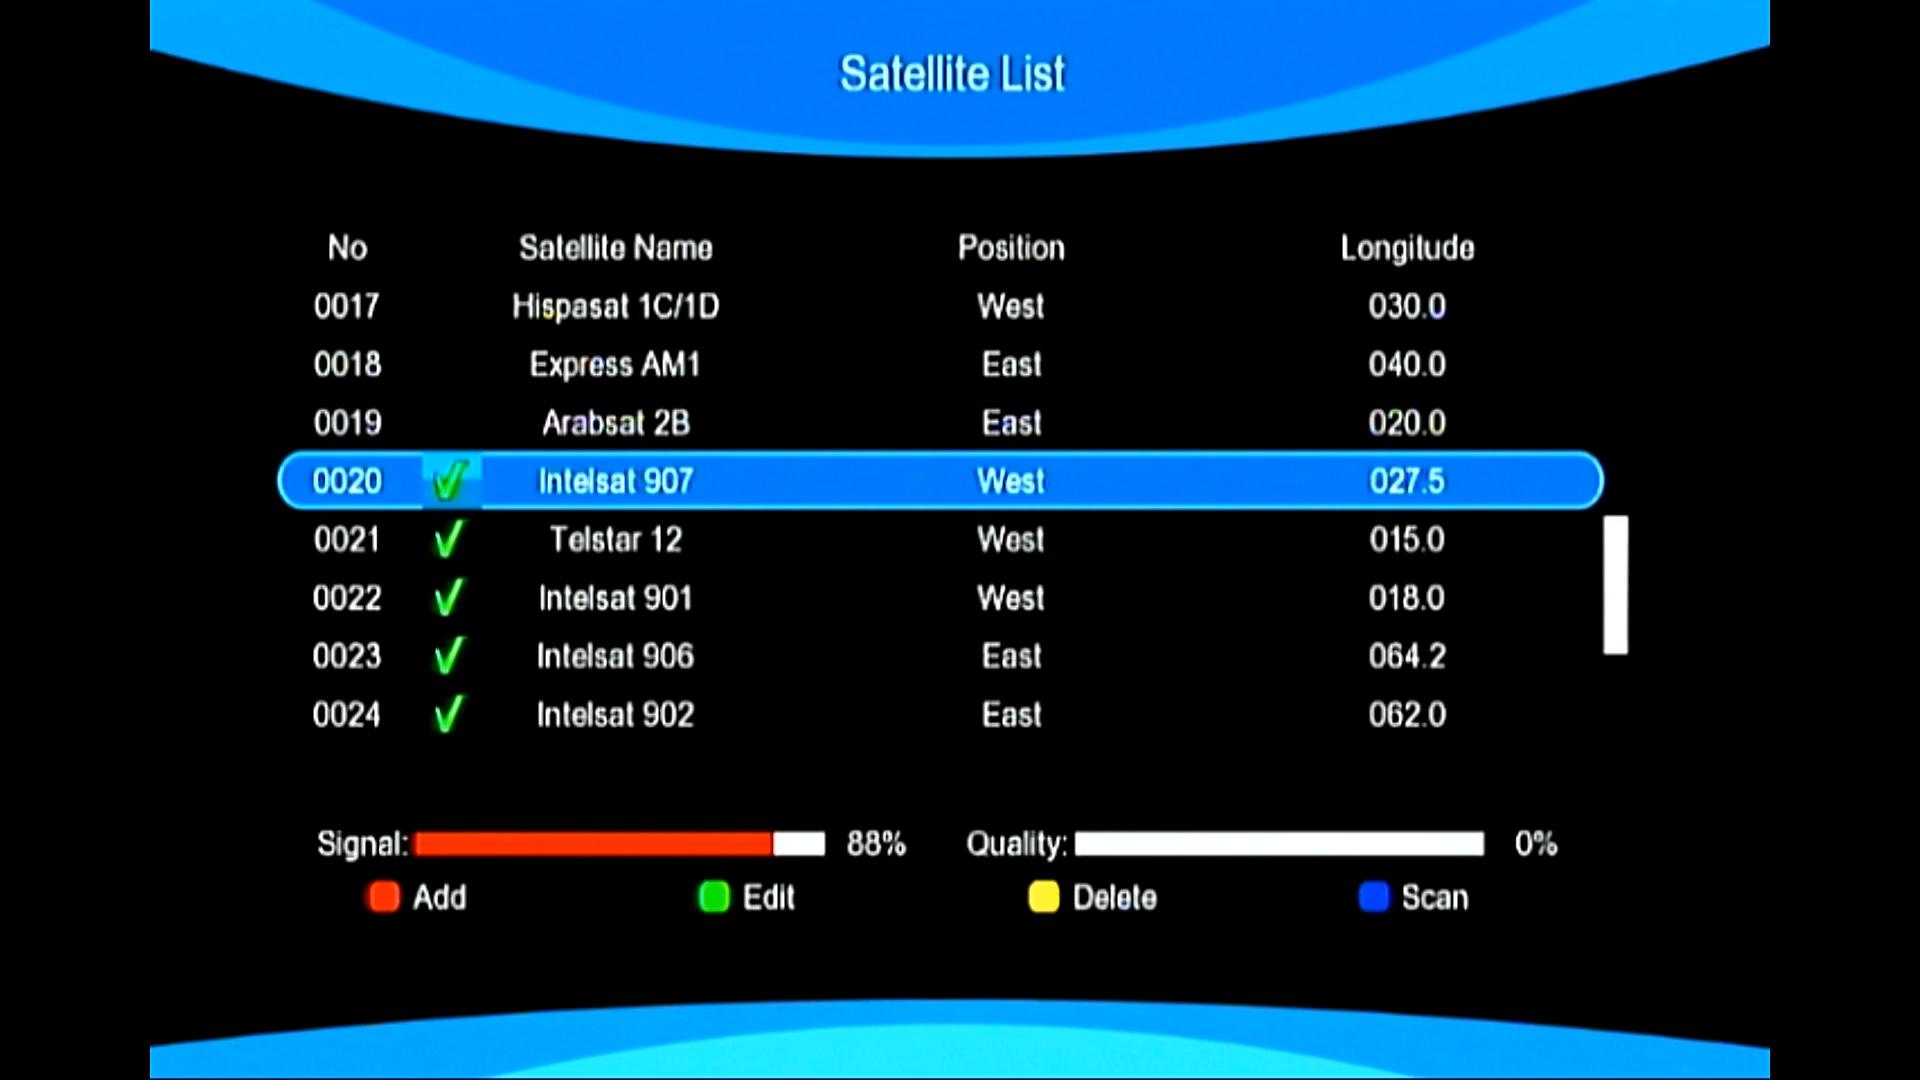 Satellite List
No Satellite Name Position Longitude
0017 Hispasat 1C/1D West 030.0
0018 Express AM1 East 040.0
0019 Arabsat 2B East 020.0
0020 Intelsat 907 West 027.5
0021 Telstar 12 West 015.0
0022 Intelsat 901 West 018.0
0023 Intelsat 906 East 064.2
0024 Intelsat 902 East 062.0
Signal: 88% Quality: 0%
Add Edit Delete Scan